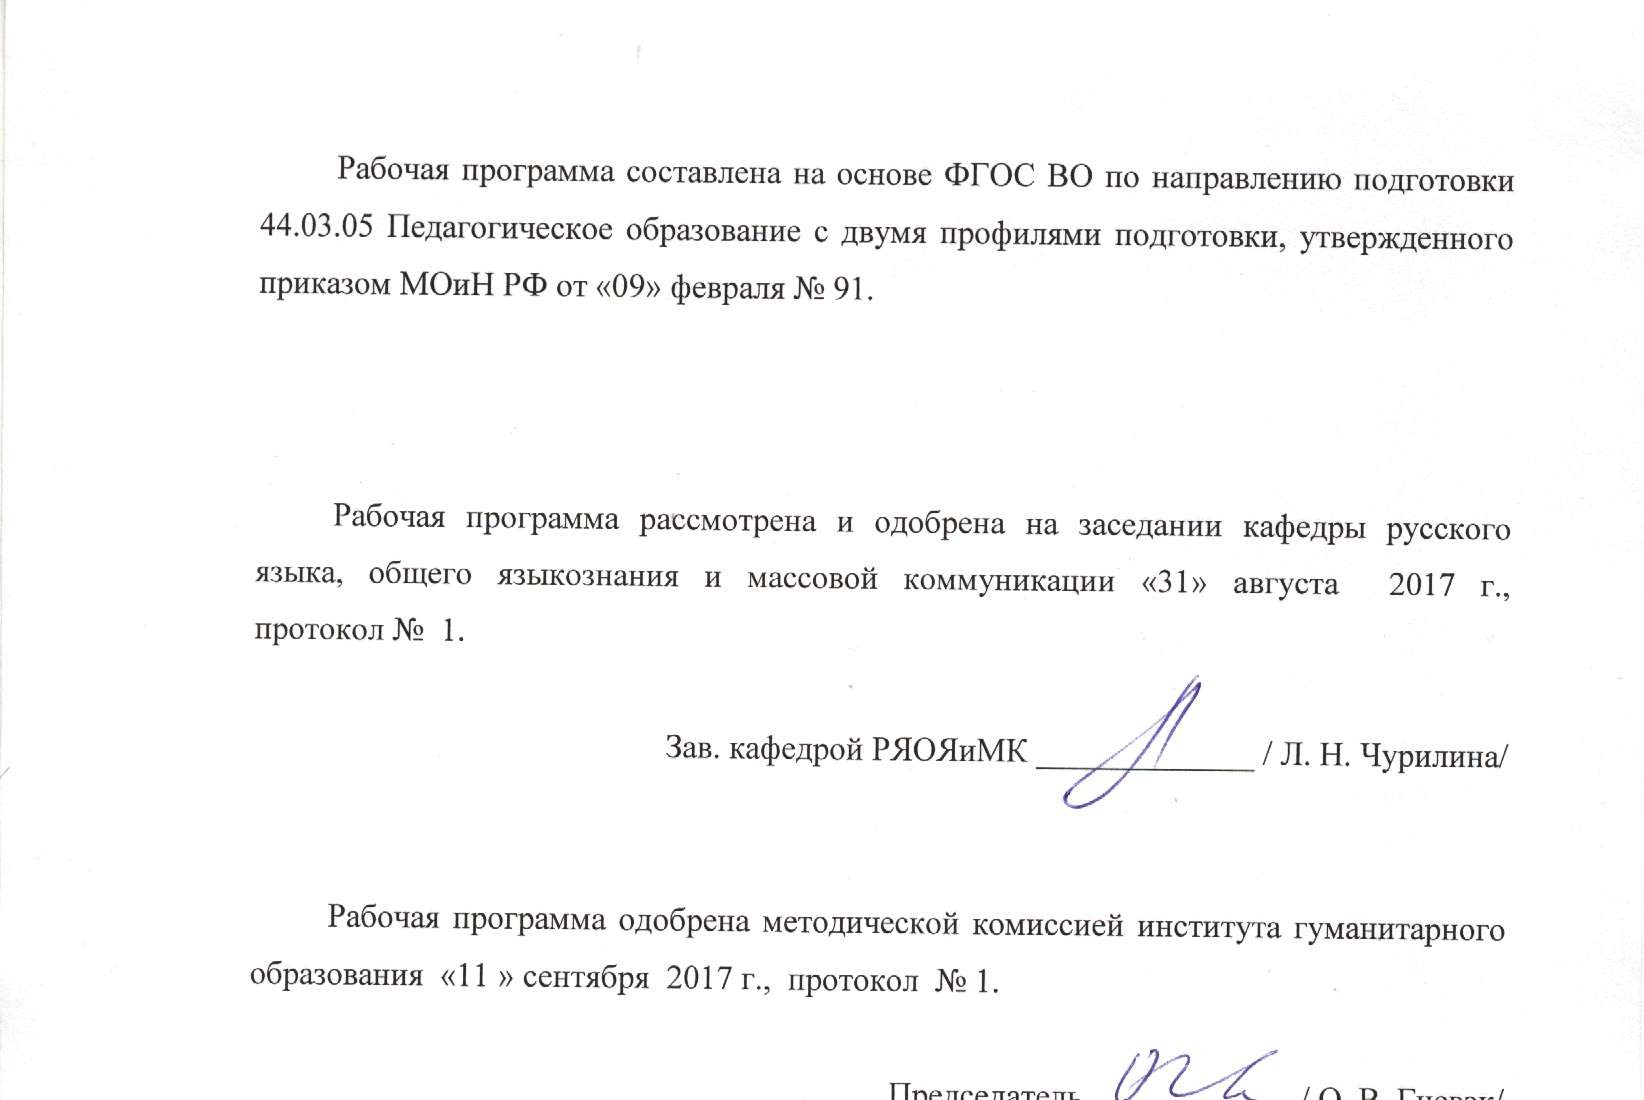 Рабочая программа составлена на основе ФГОС ВО по направлению подготовки
44.03.05 Педагогическое образование с двумя профилями подготовки, утвержденного
приказом МОиН РФ от «09» февраля № 91.
Рабочая программа рассмотрена и одобрена на заседании кафедры русского
языка, общего языкознания и массовой коммуникации «31» августа 2017 г.,
протокол № 1.
Зав. кафедрой РЯОЯиМК ______________ / Л. Н. Чурилина/
Рабочая программа одобрена методической комиссией института гуманитарного
образования «11 » сентября 2017 г., протокол № 1.
Председатель / О. В. Гневэк/